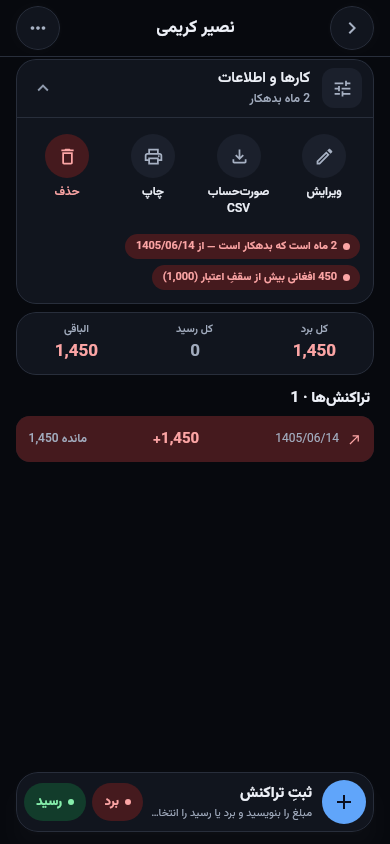 نصیر کریمی
کارها و اطلاعات
2 ماه بدهکار
ویرایش
صورت‌حساب CSV
چاپ
حذف
2 ماه است که بدهکار است — از 1405/06/14
450 افغانی بیش از سقفِ اعتبار (1,000)
کل برد
کل رسید
الباقی
1,450
0
1,450
تراکنش‌ها · 1
1405/06/14
+1,450
مانده 1,450
ثبتِ تراکنش
برد
رسید
مبلغ را بنویسید و برد یا رسید را انتخا...